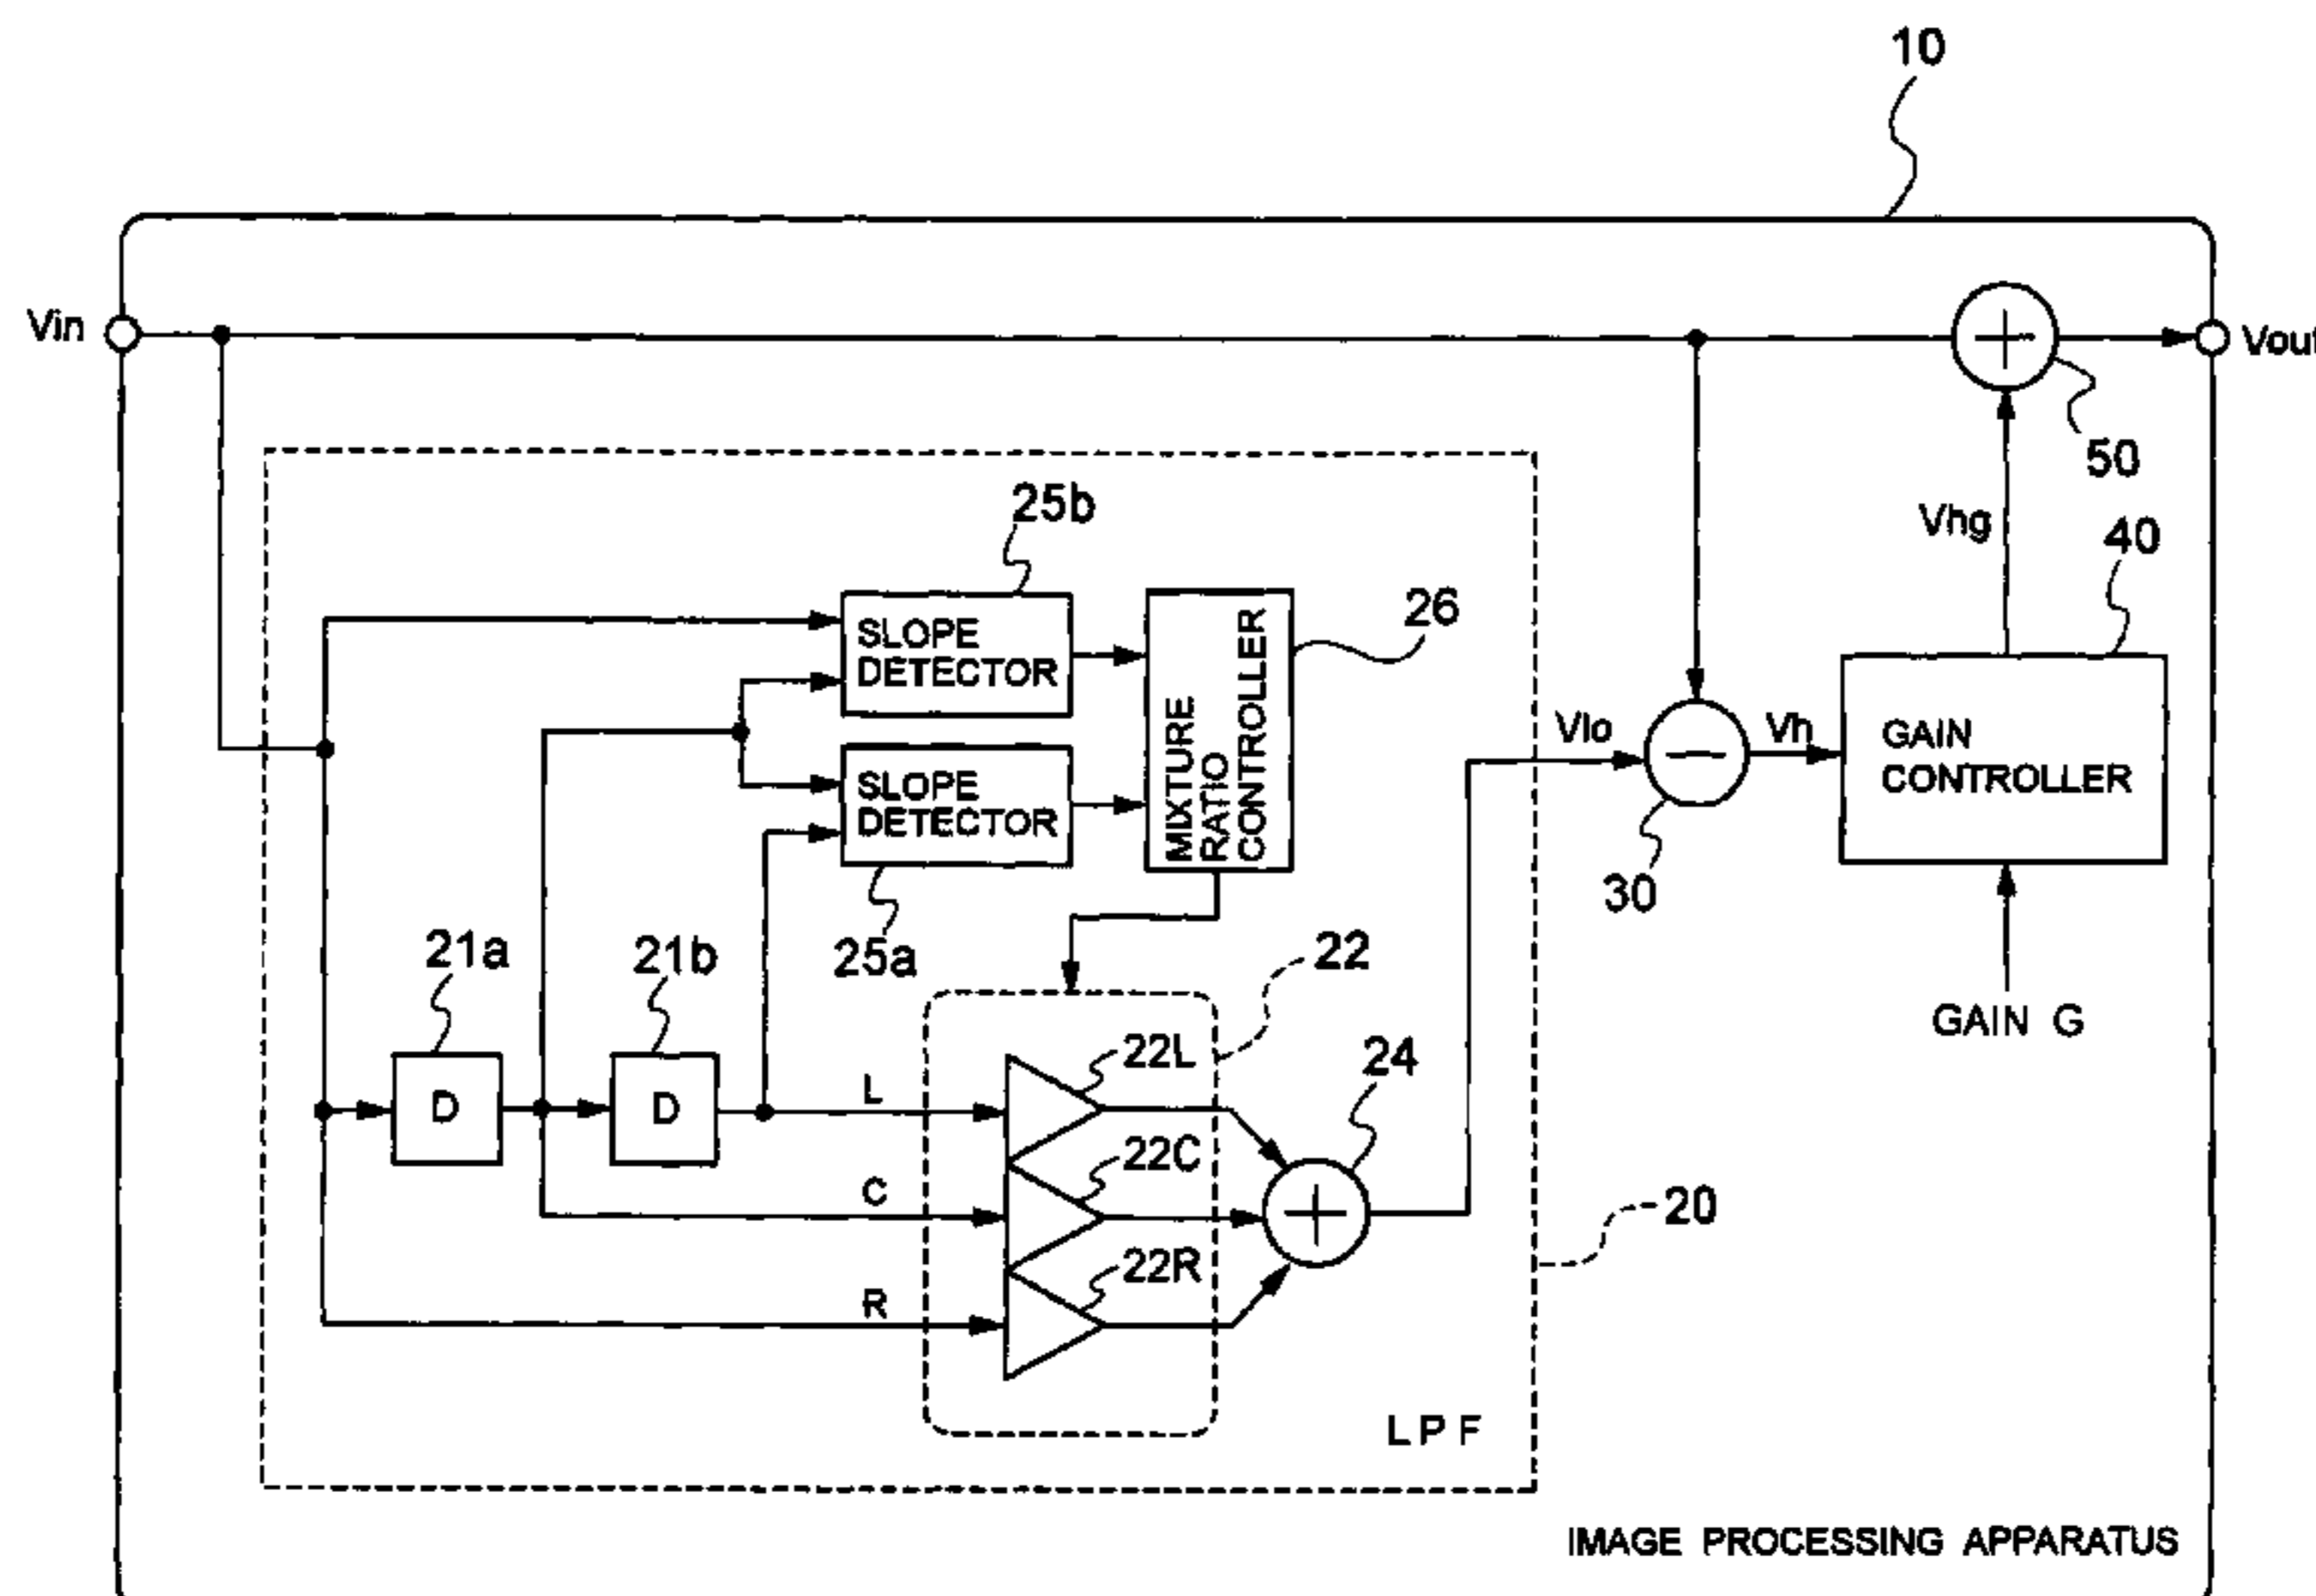 10
Vin
Vout
50
25b
Vhg
40
SLOPE
DETECTOR
26
MIXTURE
RATIO
CONTROLLER
Vlo
Vh
GAIN
CONTROLLER
SLOPE
DETECTOR
30
21a
21b
25a
22
GAIN G
22L
24
D
D
L
22C
C
20
22R
R
LPF
IMAGE PROCESSING APPARATUS